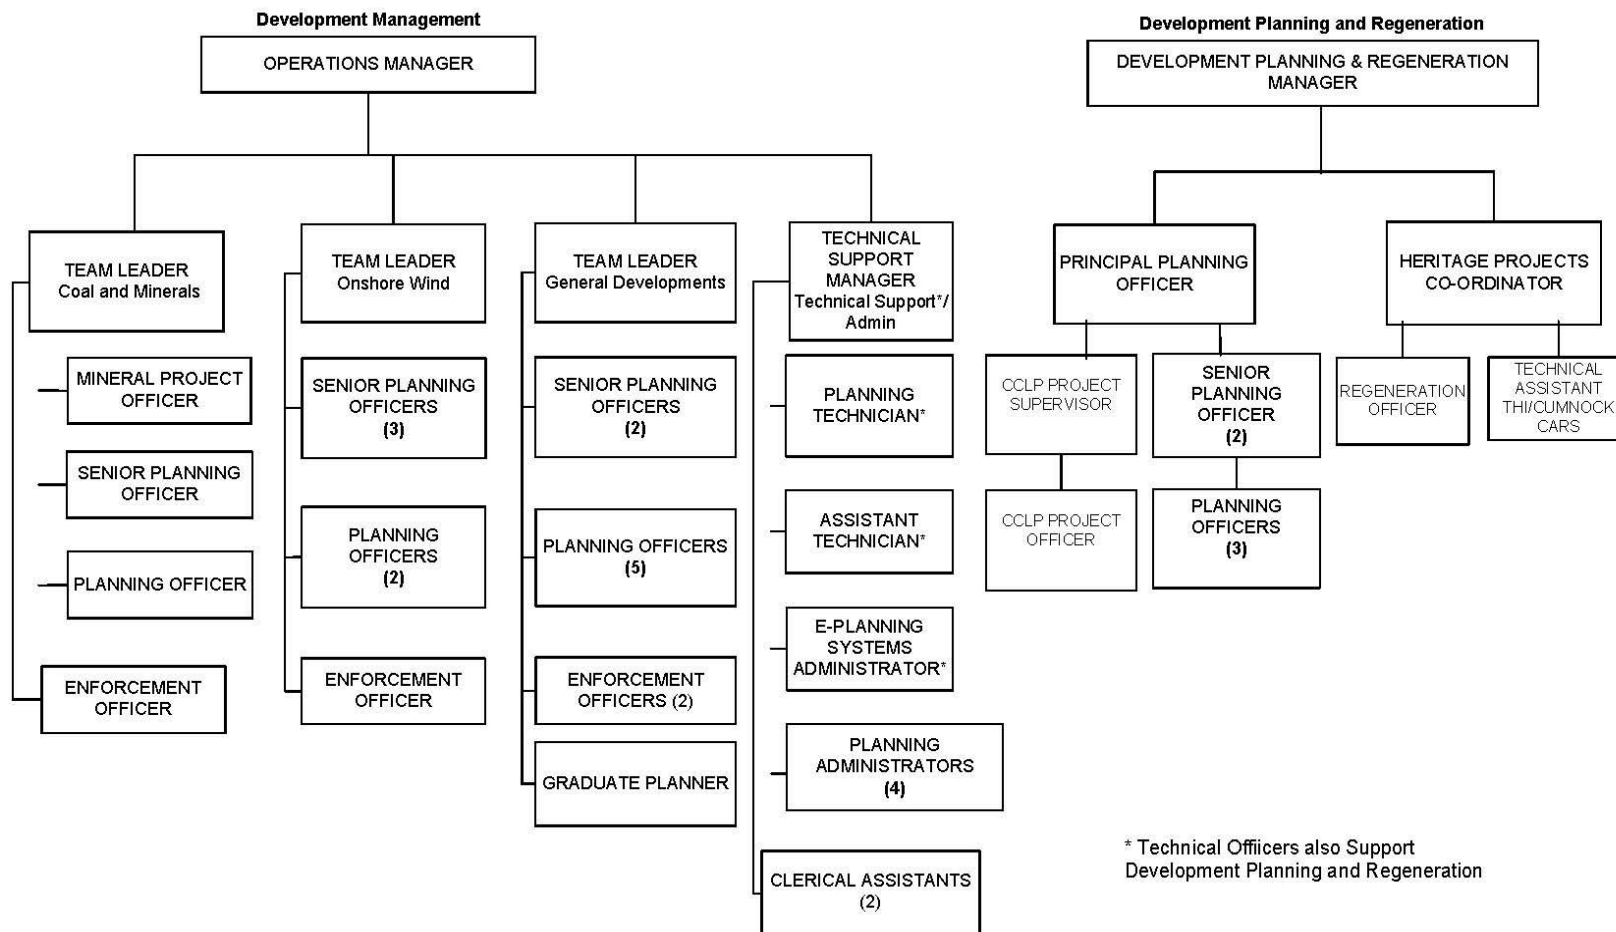 Development Management
OPERATIONS MANAGER
TEAM LEADER
Coal and Minerals
MINERAL PROJECT
OFFICER
SENIOR PLANNING
OFFICER
PLANNING OFFICER
ENFORCEMENT
OFFICER
TEAM LEADER
Onshore Wind
SENIOR PLANNING
OFFICERS
(3)
PLANNING
OFFICERS
(2)
ENFORCEMENT
OFFICER
TEAM LEADER
General Developments
SENIOR PLANNING
OFFICERS
(2)
PLANNING OFFICERS
(5)
ENFORCEMENT
OFFICERS (2)
GRADUATE PLANNER
TECHNICAL
SUPPORT
MANAGER
Technical Support*/
Admin
PLANNING
TECHNICIAN*
ASSISTANT
TECHNICIAN*
E-PLANNING
SYSTEMS
ADMINISTRATOR*
PLANNING
ADMINISTRATORS
(4)
CLERICAL ASSISTANTS
(2)
Development Planning and Regeneration
DEVELOPMENT PLANNING & REGENERATION
MANAGER
PRINCIPAL PLANNING
OFFICER
CCLP PROJECT
SUPERVISOR
CCLP PROJECT
OFFICER
SENIOR
PLANNING
OFFICER
(2)
PLANNING
OFFICERS
(3)
HERITAGE PROJECTS
CO-ORDINATOR
REGENERATION
OFFICER
TECHNICAL
ASSISTANT
THI/CUMNOCK
CARS
* Technical Offiicers also Support
Development Planning and Regeneration